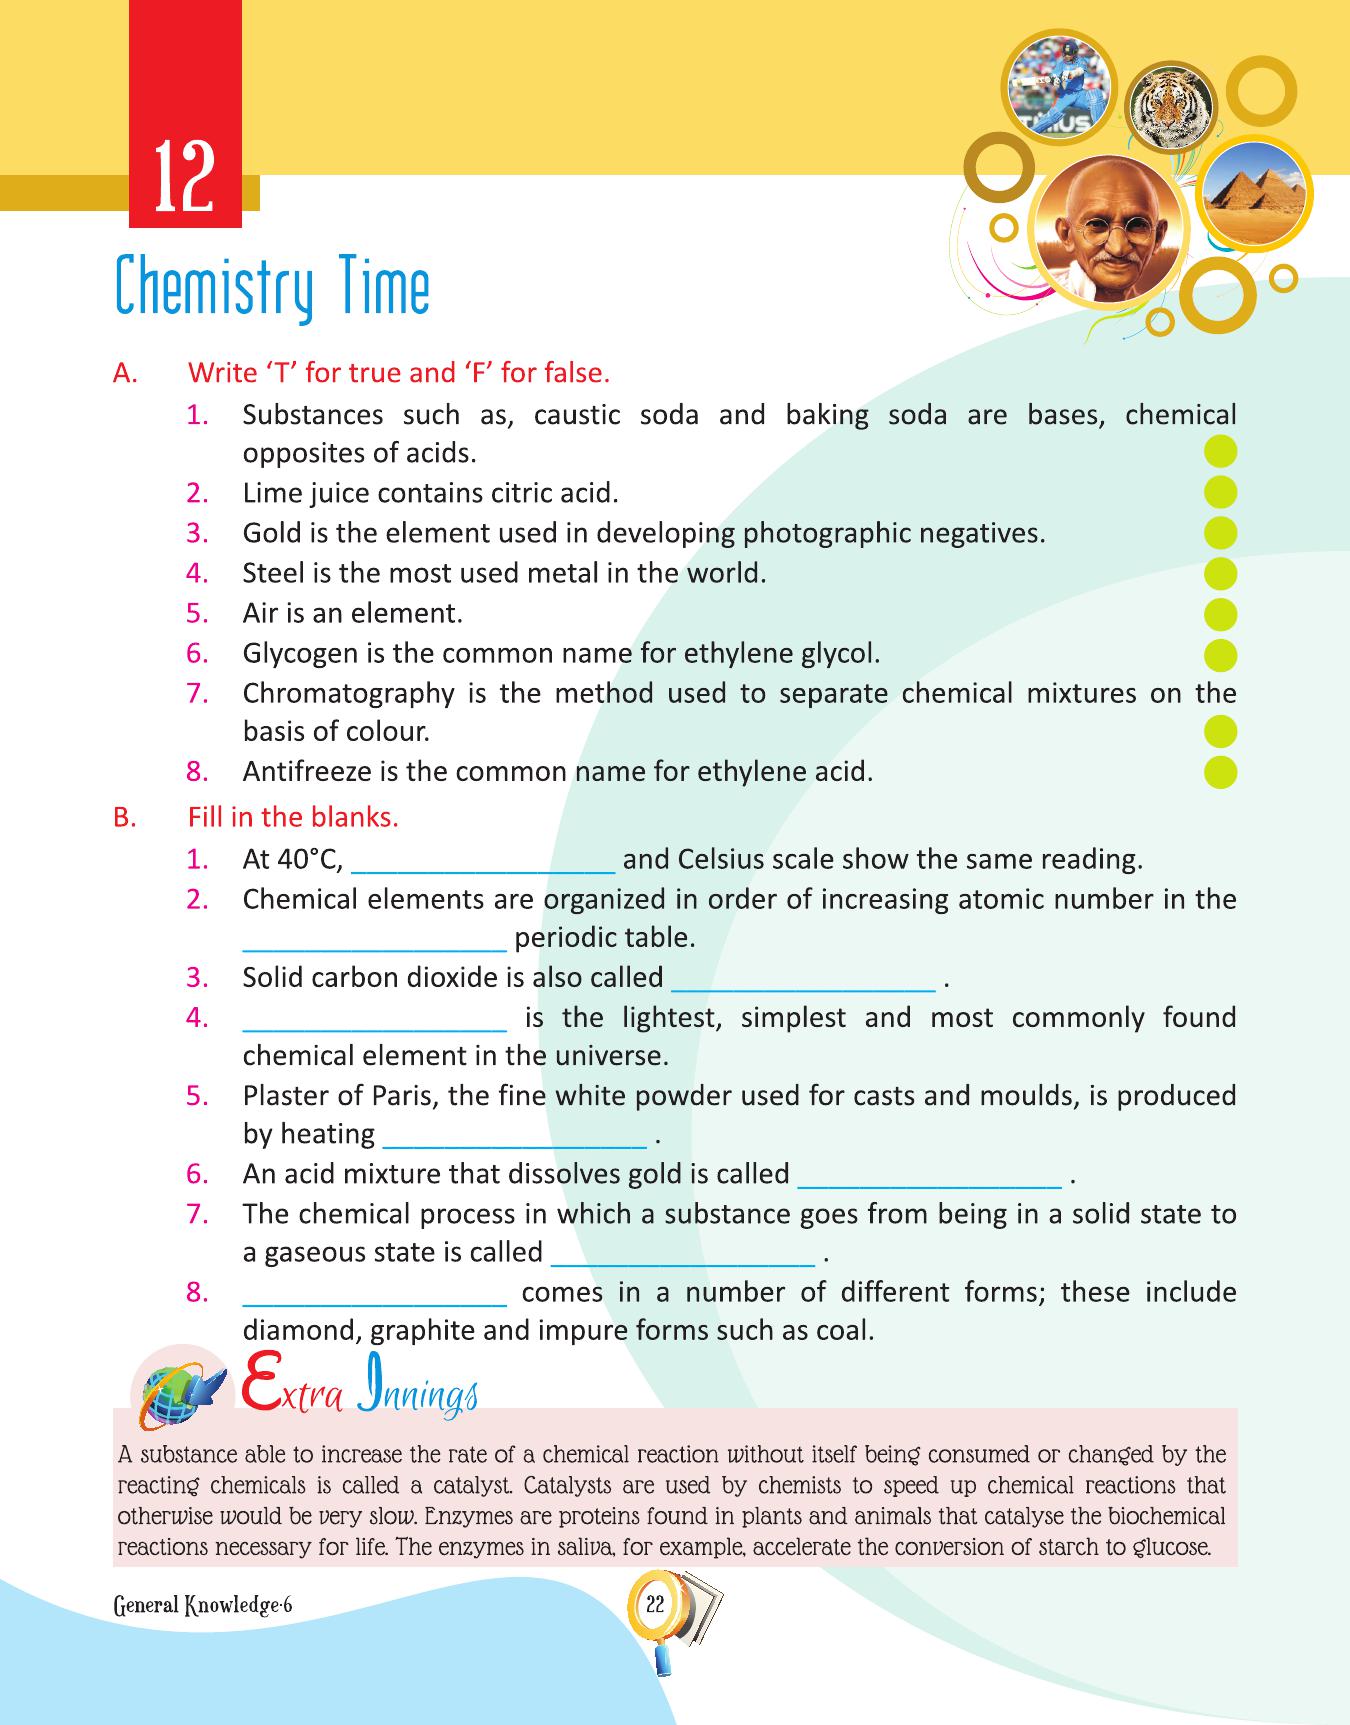 12
Chemistry Time
A. Write ‘T’ for true and ‘F’ for false.
1. Substances such as, caustic soda and baking soda are bases, chemical
opposites of acids.
2. Lime juice contains citric acid.
3. Gold is the element used in developing photographic negatives.
4. Steel is the most used metal in the world.
5. Air is an element.
6. Glycogen is the common name for ethylene glycol.
7. Chromatography is the method used to separate chemical mixtures on the
basis of colour.
8. Antifreeze is the common name for ethylene acid.
B. Fill in the blanks.
1. At 40°C, _________________ and Celsius scale show the same reading.
2. Chemical elements are organized in order of increasing atomic number in the
_________________ periodic table.
3. Solid carbon dioxide is also called _________________ .
4. _________________ is the lightest, simplest and most commonly found
chemical element in the universe.
5. Plaster of Paris, the fine white powder used for casts and moulds, is produced
by heating _________________ .
6. An acid mixture that dissolves gold is called _________________ .
7. The chemical process in which a substance goes from being in a solid state to
a gaseous state is called _________________ .
8. _________________ comes in a number of different forms; these include
diamond, graphite and impure forms such as coal.
Extra Innings
A substance able to increase the rate of a chemical reaction without itself being consumed or changed by the
reacting chemicals is called a catalyst. Catalysts are used by chemists to speed up chemical reactions that
otherwise would be very slow. Enzymes are proteins found in plants and animals that catalyse the biochemical
reactions necessary for life. The enzymes in saliva, for example, accelerate the conversion of starch to glucose.
General Knowledge-6
22